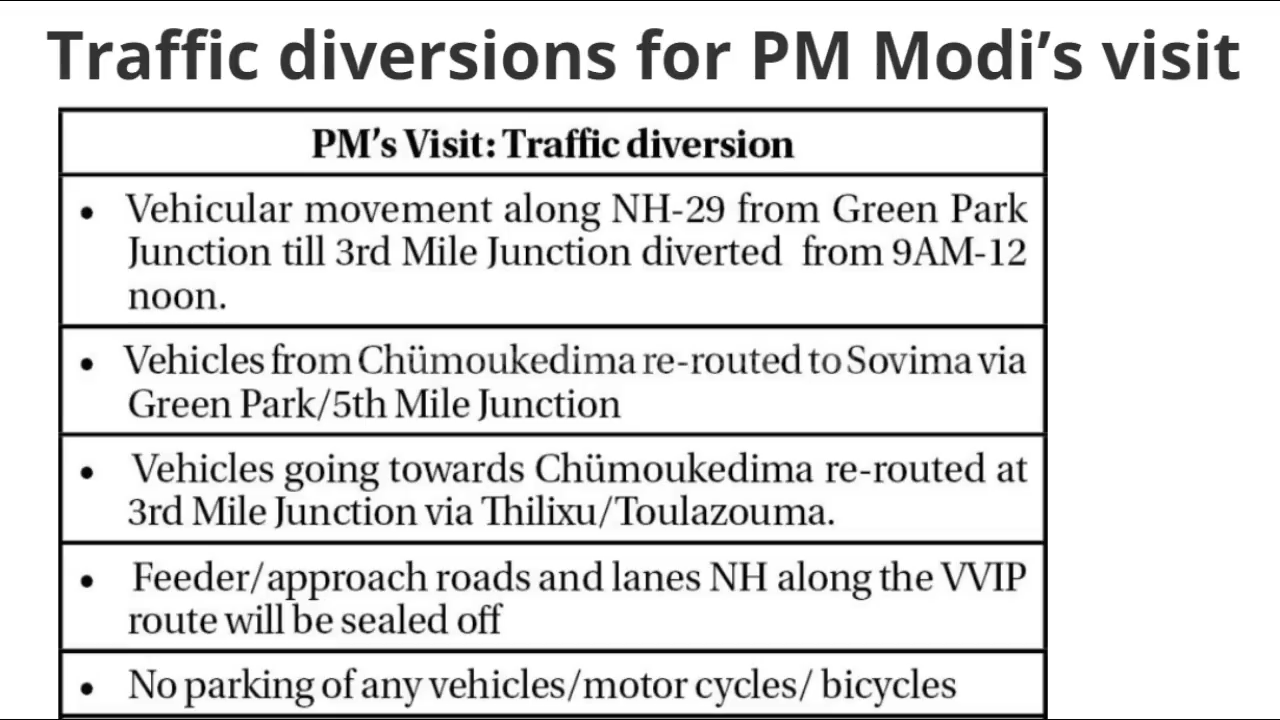 Traffic diversions for PM Modi’s visit
PM’s Visit: Traffic diversion
• Vehicular movement along NH-29 from Green Park
Junction till 3rd Mile Junction diverted from 9AM-12
noon.
• Vehicles from Chümoukedima re-routed to Sovima via
Green Park/5th Mile Junction
• Vehicles going towards Chümoukedima re-routed at
3rd Mile Junction via Thilixu/Toulazouma.
• Feeder/approach roads and lanes NH along the VVIP
route will be sealed off
• No parking of any vehicles/motor cycles/ bicycles